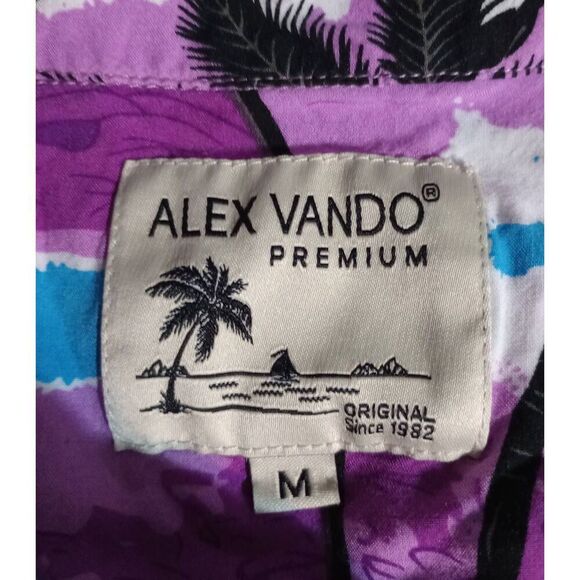 ALEX VANDO®
PREMIUM
ORIGINAL
Since 1982
M